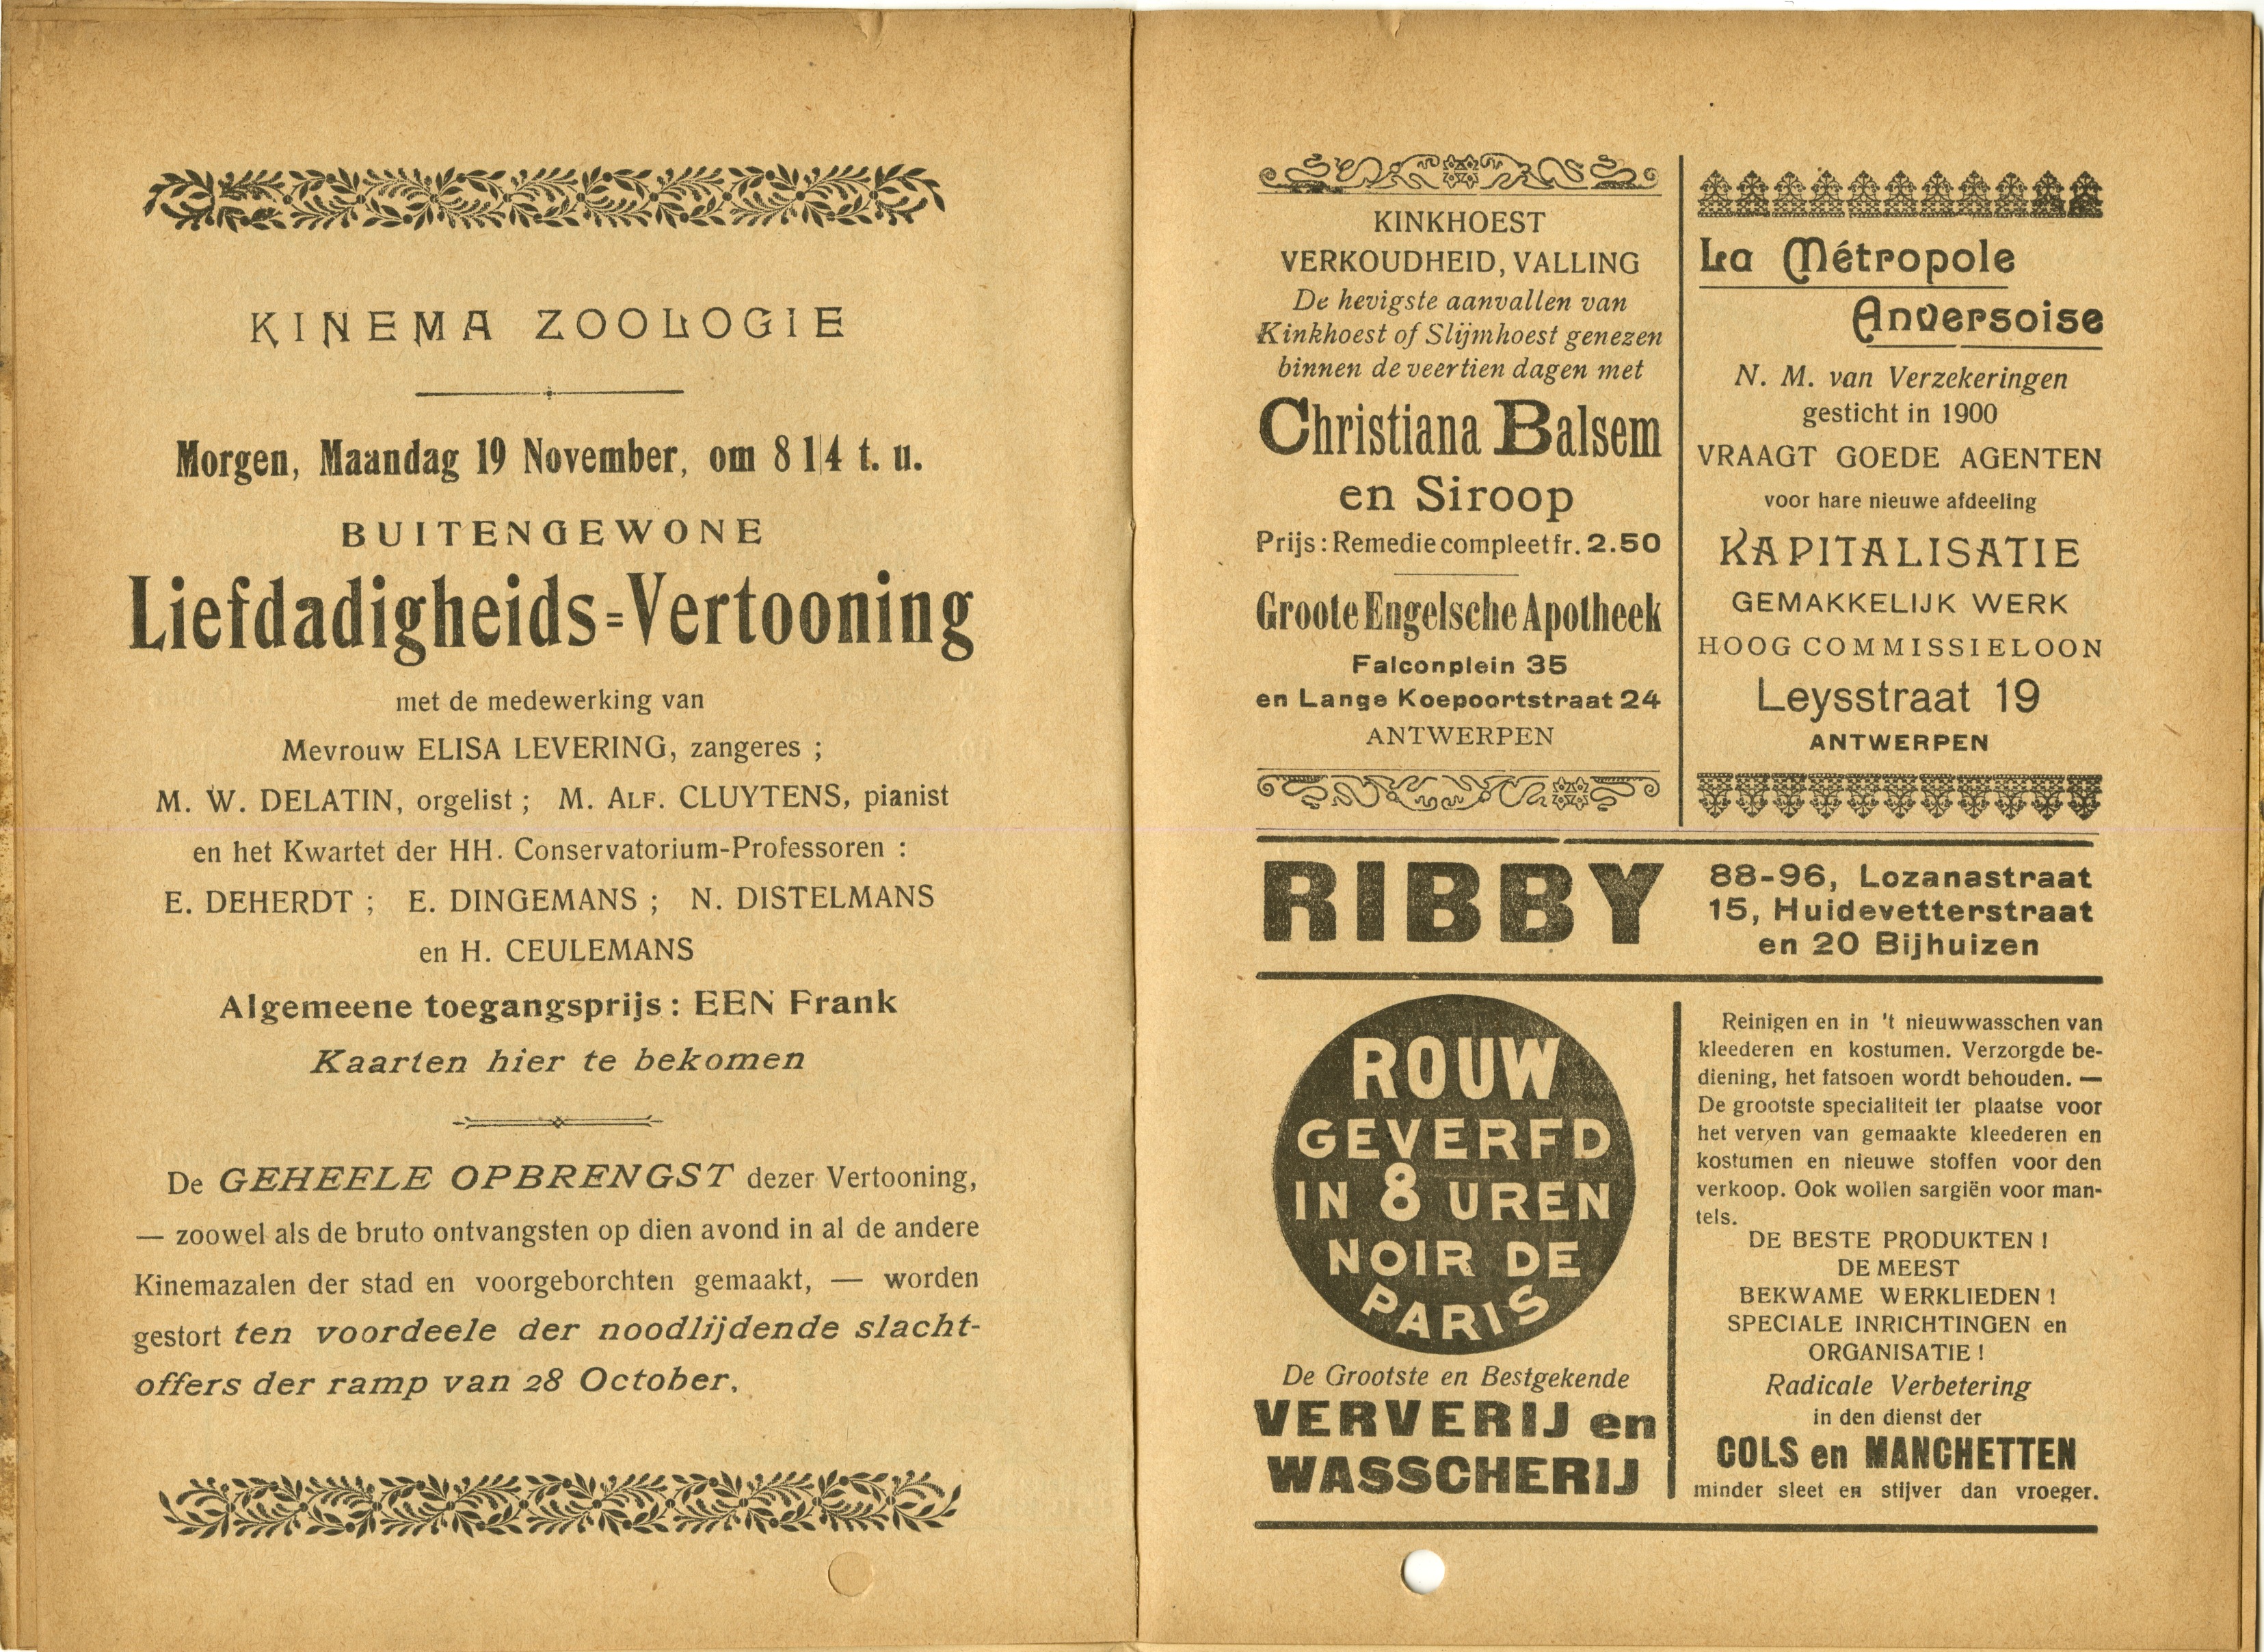 KINEMA ZOOLOGIE
Morgen, Maandag 19 November, om 8 1|4 t. u.
BUITENGEWONE
Liefdadigheids=Vertooning
met de medewerking van
Mevrouw ELISA LEVERING, zangeres ;
M. W. DELATIN, orgelist ; M. ALF. CLUYTENS, pianist
en het Kwartet der HH. Conservatorium-Professoren :
E. DEHERDT ; E. DINGEMANS ; N. DISTELMANS
en H. CEULEMANS
Algemeene toegangsprijs : EEN Frank
Kaarten hier te bekomen
De GEHEELE OPBRENGST dezer Vertooning,
— zoowel als de bruto ontvangsten op dien avond in al de andere
Kinemazalen der stad en voorgeborchten gemaakt, — worden
gestort ten voordeele der noodlijdende slacht-
offers der ramp van 28 October.
KINKHOEST
VERKOUDHEID, VALLING
De hevigste aanvallen van
Kinkhoest of Slijmhoest genezen
binnen de veertien dagen met
Christiana Balsem
en Siroop
Prijs : Remedie compleet fr. 2.50
Groote Engelsche Apotheek
Falconplein 35
en Lange Koepoortstraat 24
ANTWERPEN
La Métropole
Anversoise
N. M. van Verzekeringen
gesticht in 1900
VRAAGT GOEDE AGENTEN
voor hare nieuwe afdeeling
KAPITALISATIE
GEMAKKELIJK WERK
HOOG COMMISSIELOON
Leysstraat 19
ANTWERPEN
RIBBY
88-96, Lozanastraat
15, Huidevetterstraat
en 20 Bijhuizen
ROUW
GEVERFD
IN 8 UREN
NOIR DE
PARIS
De Grootste en Bestgekende
VERVERIJ en
WASSCHERIJ
Reinigen en in 't nieuwwasschen van
kleederen en kostumen. Verzorgde be-
diening, het fatsoen wordt behouden. —
De grootste specialiteit ter plaatse voor
het verven van gemaakte kleederen en
kostumen en nieuwe stoffen voor den
verkoop. Ook wollen sargiën voor man-
tels.
DE BESTE PRODUKTEN !
DE MEEST
BEKWAME WERKLIEDEN !
SPECIALE INRICHTINGEN en
ORGANISATIE !
Radicale Verbetering
in den dienst der
COLS en MANCHETTEN
minder sleet en stijver dan vroeger.